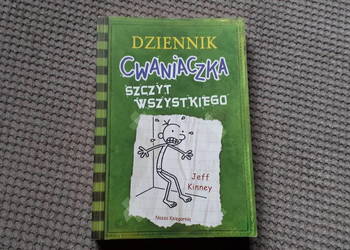 DZIENNIK
CWANIACZKA
SZCZYT
WSZYSTKIEGO
Jeff
Kinney
Nasza Księgarnia